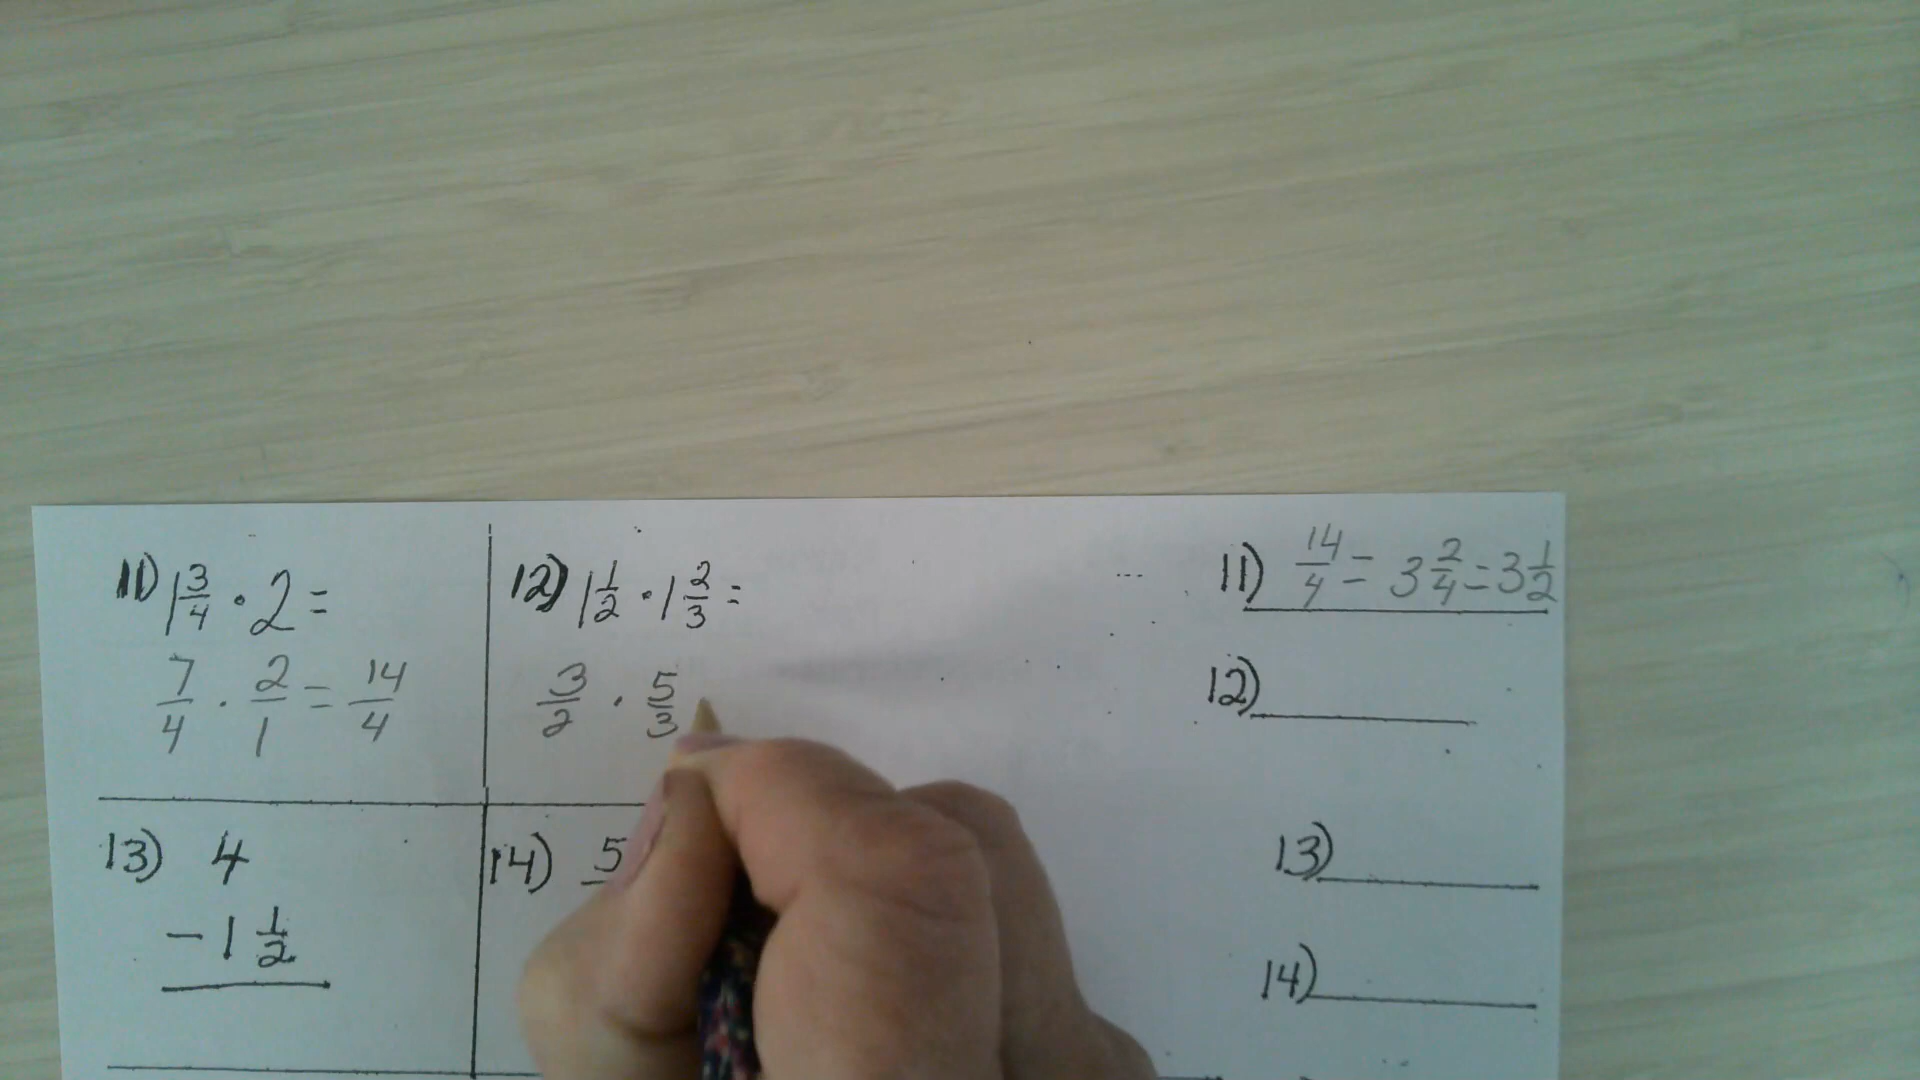 11) 1 3/4 · 2 =
7/4 · 2/1 = 14/4
12) 1 1/2 · 1 2/3 =
3/2 · 5/3
11) 14/4 = 3 2/4 = 3 1/2
12)
13) 4
- 1 1/2
14) 5
13)
14)